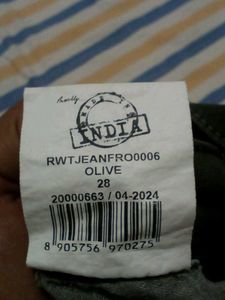 Proudly
MADE IN
INDIA
RWTJEANFRO0006
OLIVE
28
20000663 / 04-2024
8 905756 970275